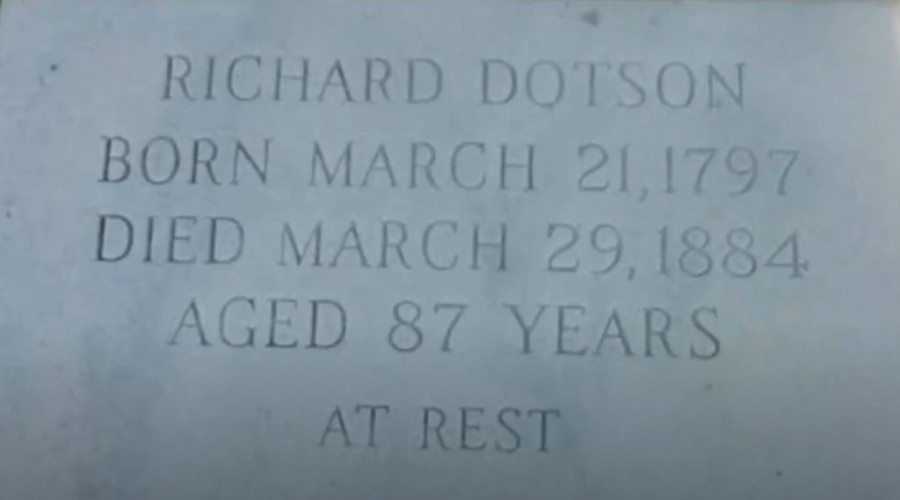 RICHARD DOTSON
BORN MARCH 21, 1797
DIED MARCH 29, 1884
AGED 87 YEARS
AT REST